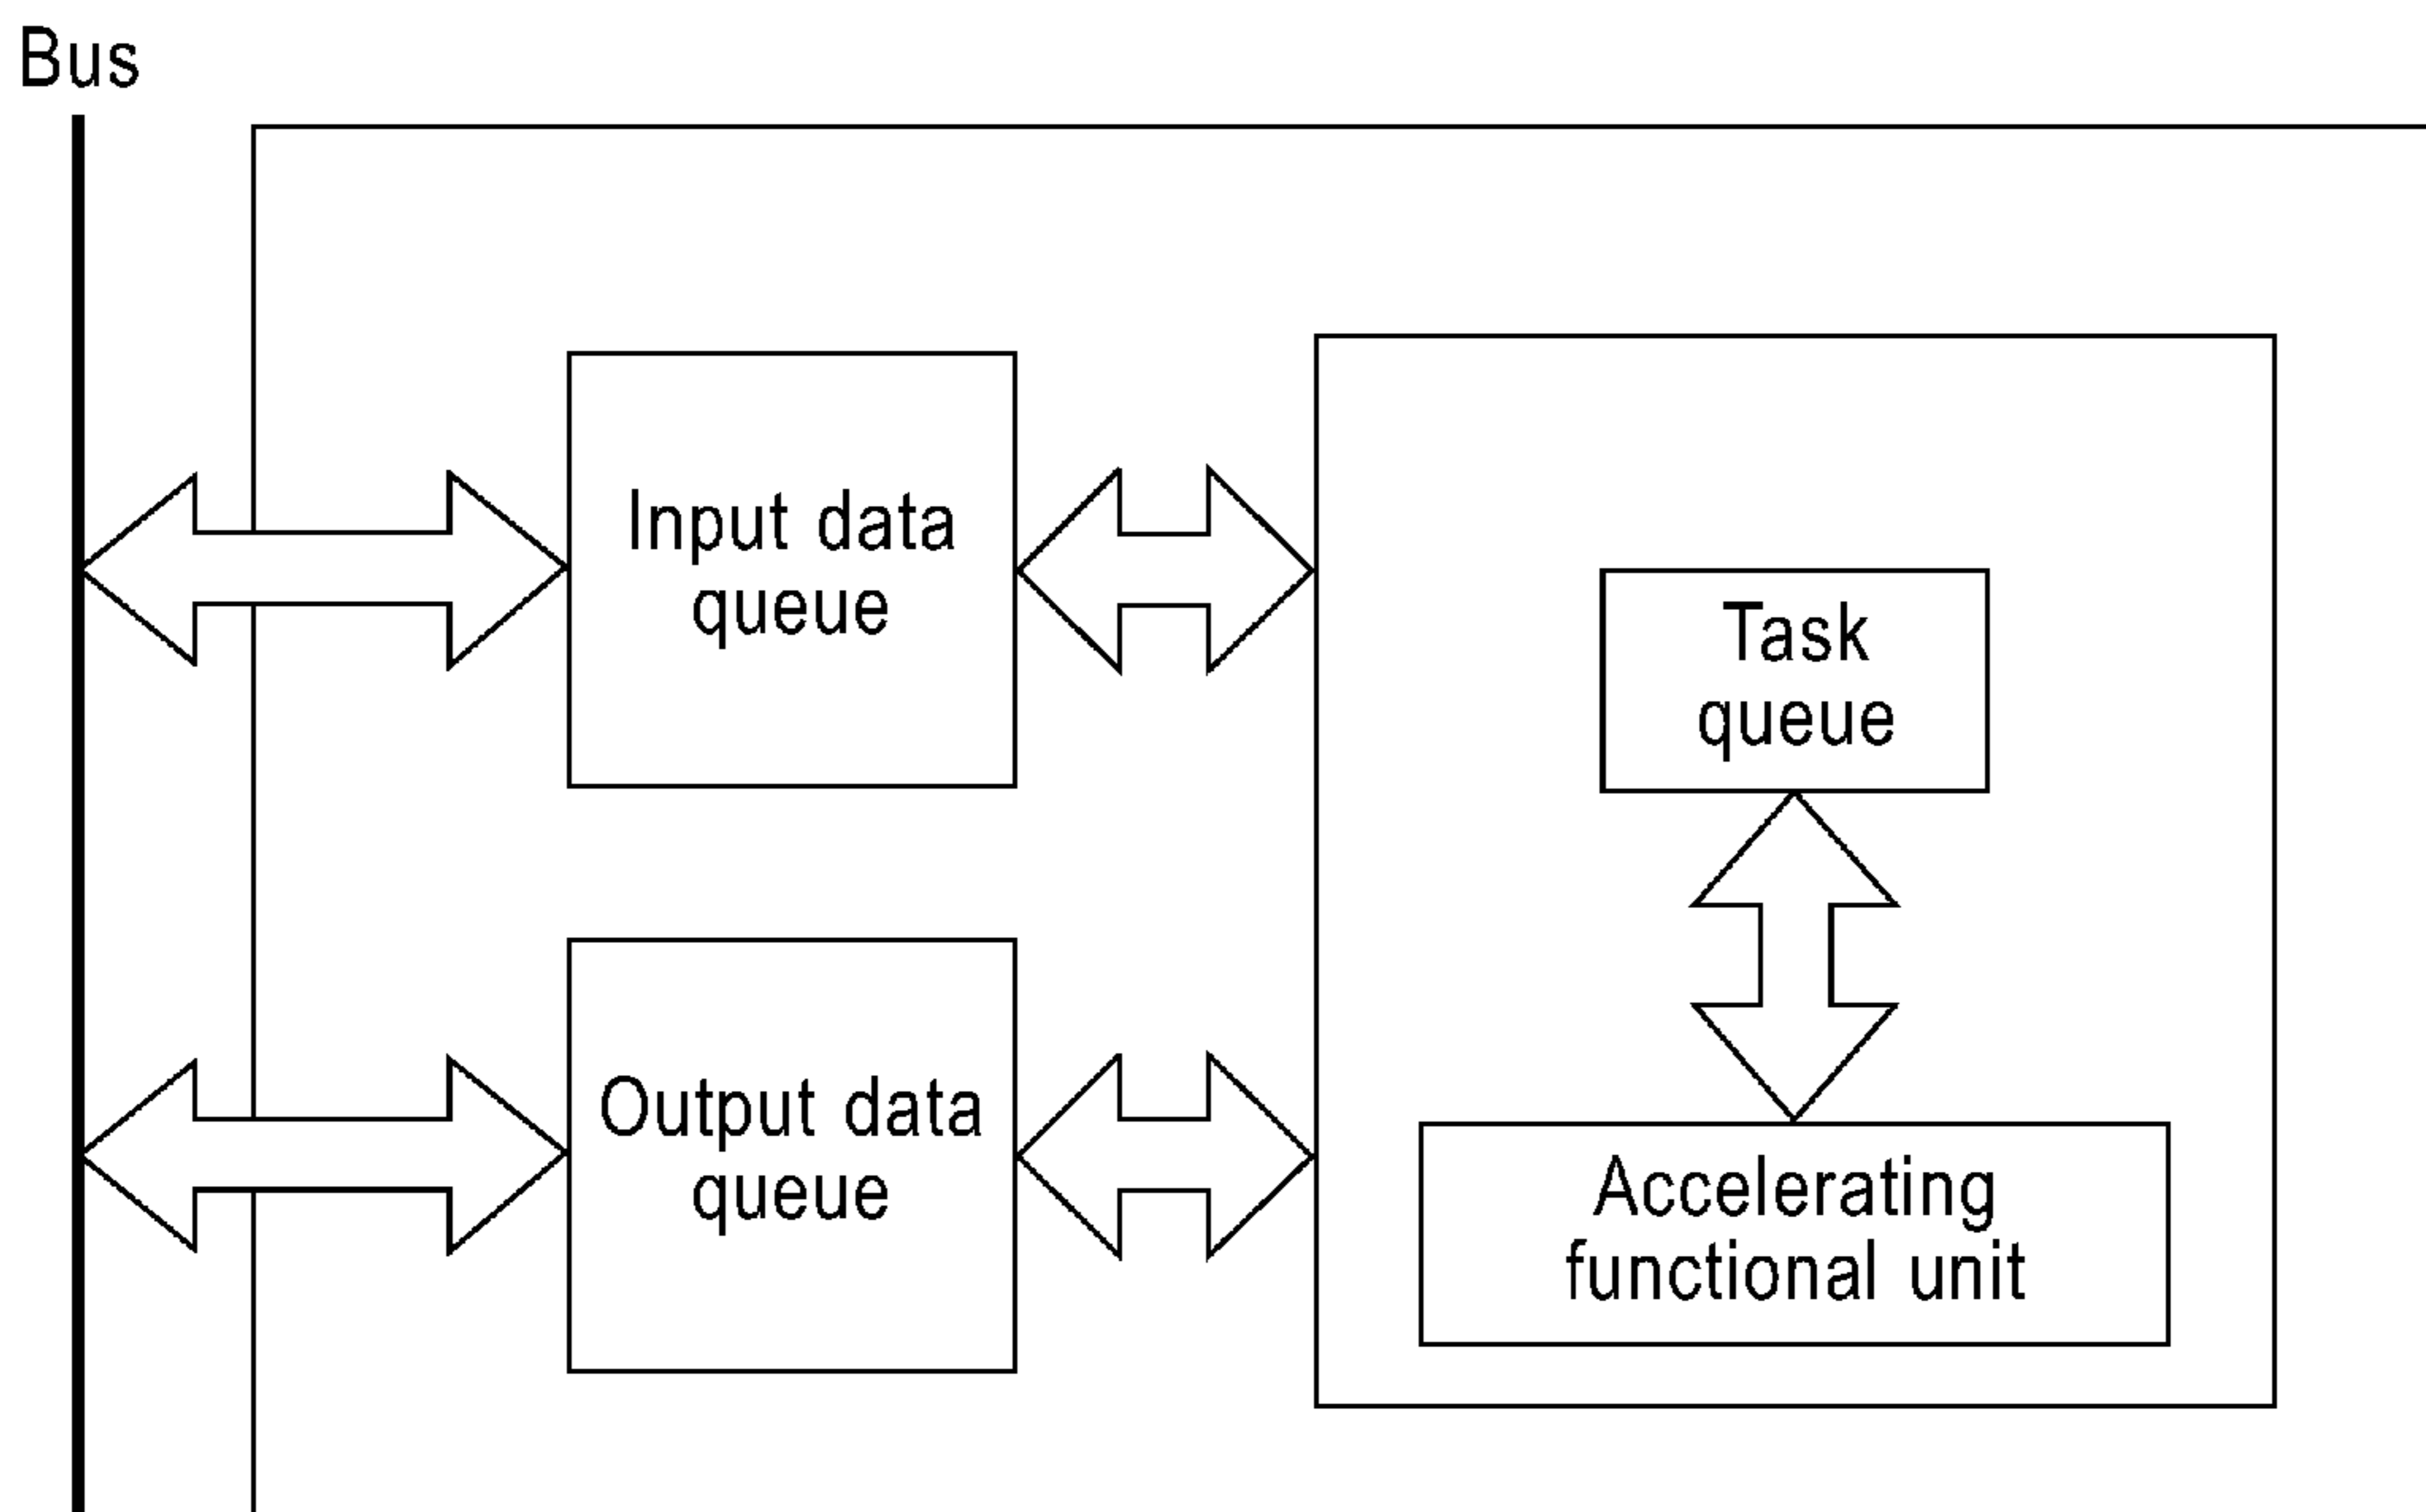 Bus
Input data
queue
Task
queue
Output data
queue
Accelerating
functional unit